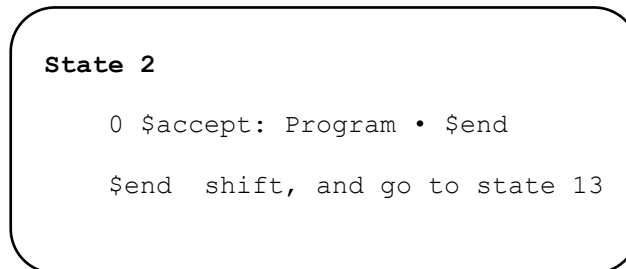 State 2
0 $accept: Program • $end
$end shift, and go to state 13